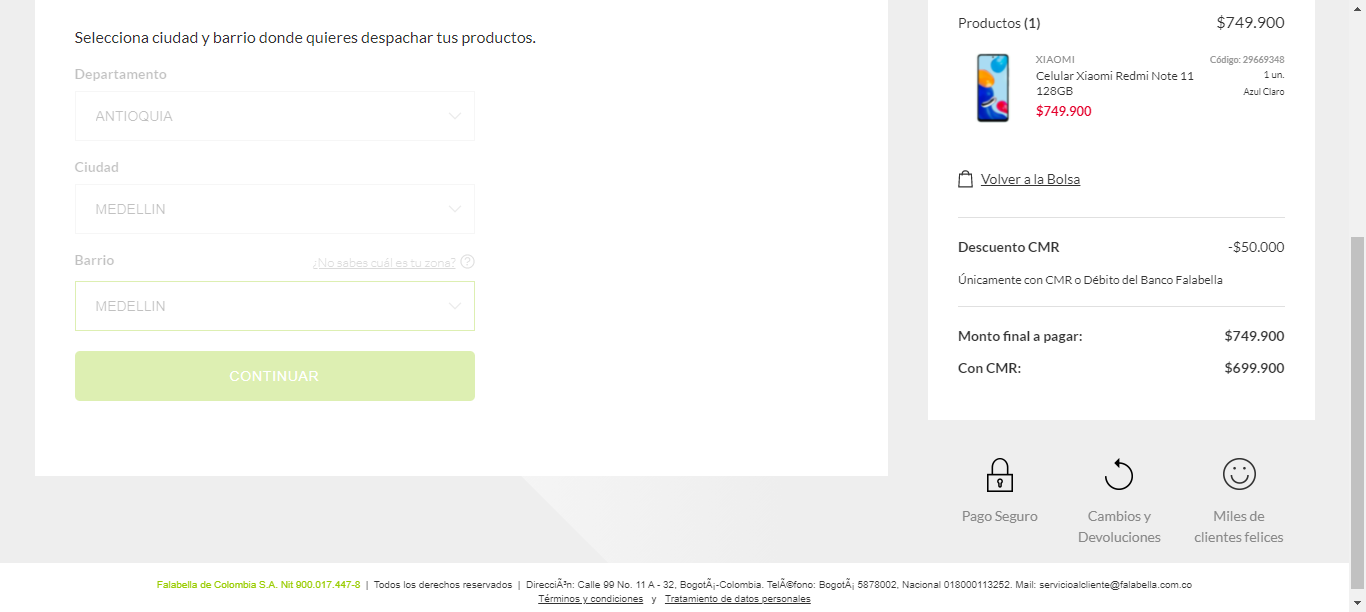 Selecciona ciudad y barrio donde quieres despachar tus productos.
Departamento
ANTIOQUIA
Ciudad
MEDELLIN
Barrio
¿No sabes cuál es tu zona? ?
MEDELLIN
CONTINUAR
Productos (1) $749.900
XIAOMI
Celular Xiaomi Redmi Note 11
128GB
$749.900
Código: 29669348
1 un.
Azul Claro
Volver a la Bolsa
Descuento CMR -$50.000
Únicamente con CMR o Débito del Banco Falabella
Monto final a pagar: $749.900
Con CMR: $699.900
Pago Seguro
Cambios y
Devoluciones
Miles de
clientes felices
Falabella de Colombia S.A. Nit 900.017.447-8 | Todos los derechos reservados | DirecciÃ³n: Calle 99 No. 11 A - 32, BogotÃ¡-Colombia. TelÃ©fono: BogotÃ¡ 5878002, Nacional 018000113252. Mail: servicioalcliente@falabella.com.co
Términos y condiciones y Tratamiento de datos personales